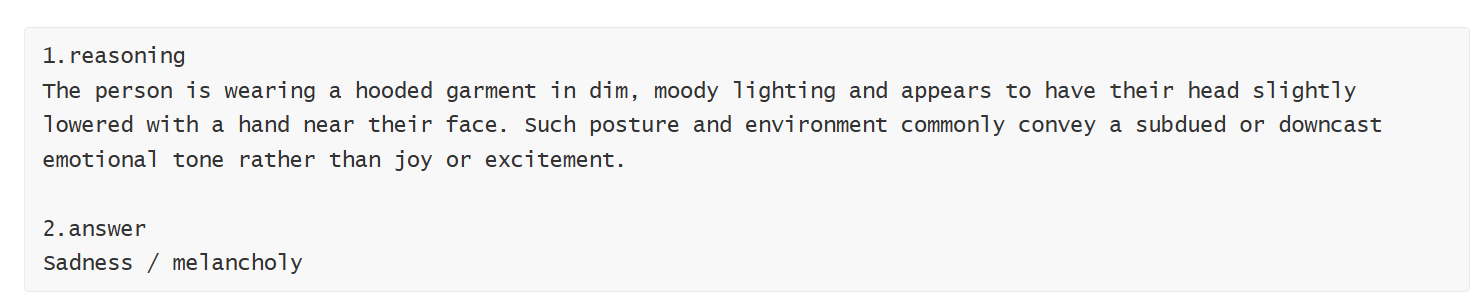 1.reasoning
The person is wearing a hooded garment in dim, moody lighting and appears to have their head slightly
lowered with a hand near their face. Such posture and environment commonly convey a subdued or downcast
emotional tone rather than joy or excitement.
2.answer
Sadness / melancholy